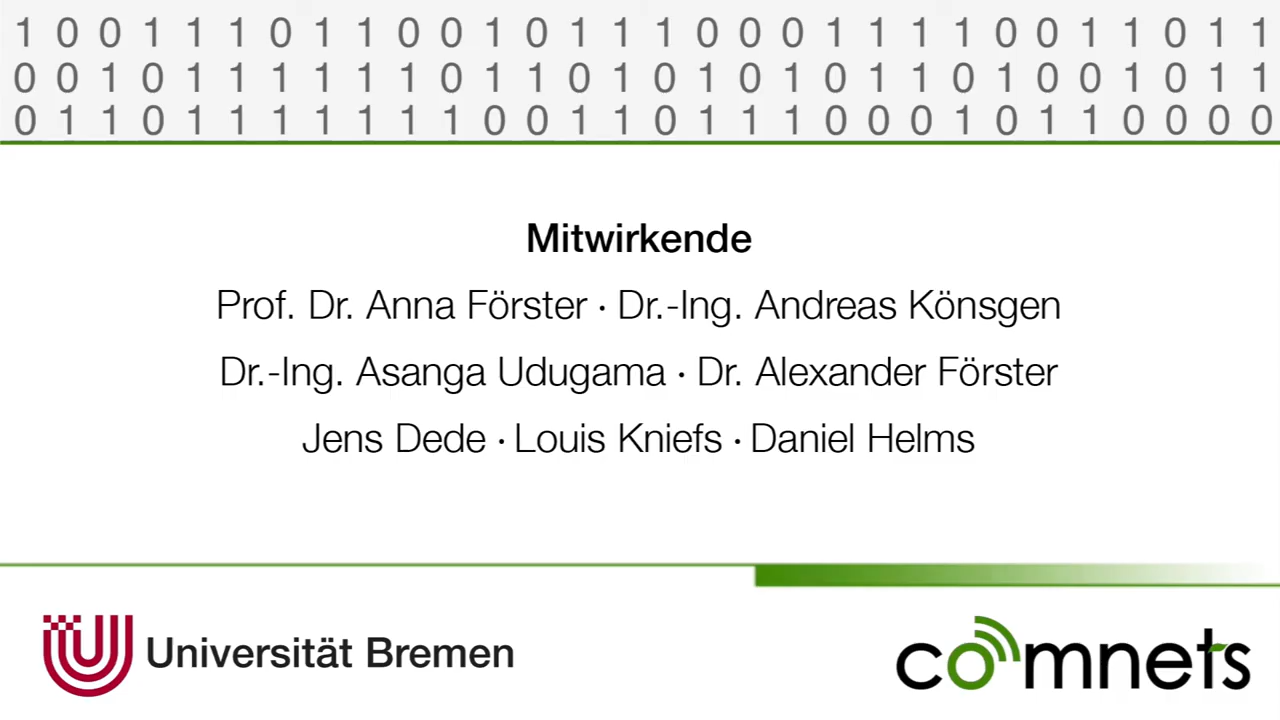 1 0 0 1 1 1 0 1 1 0 0 1 0 1 1 1 0 0 0 1 1 1 1 0 0 1 1 0 1 1
0 0 1 0 1 1 1 1 1 1 0 1 1 0 1 0 1 0 1 0 1 1 0 1 0 0 1 0 1 1
0 1 1 0 1 1 1 1 1 1 1 0 0 1 1 0 1 1 1 0 0 0 1 0 1 1 0 0 0 0
Mitwirkende
Prof. Dr. Anna Förster · Dr.-Ing. Andreas Könsgen
Dr.-Ing. Asanga Udugama · Dr. Alexander Förster
Jens Dede · Louis Kniefs · Daniel Helms
Universität Bremen
comnets